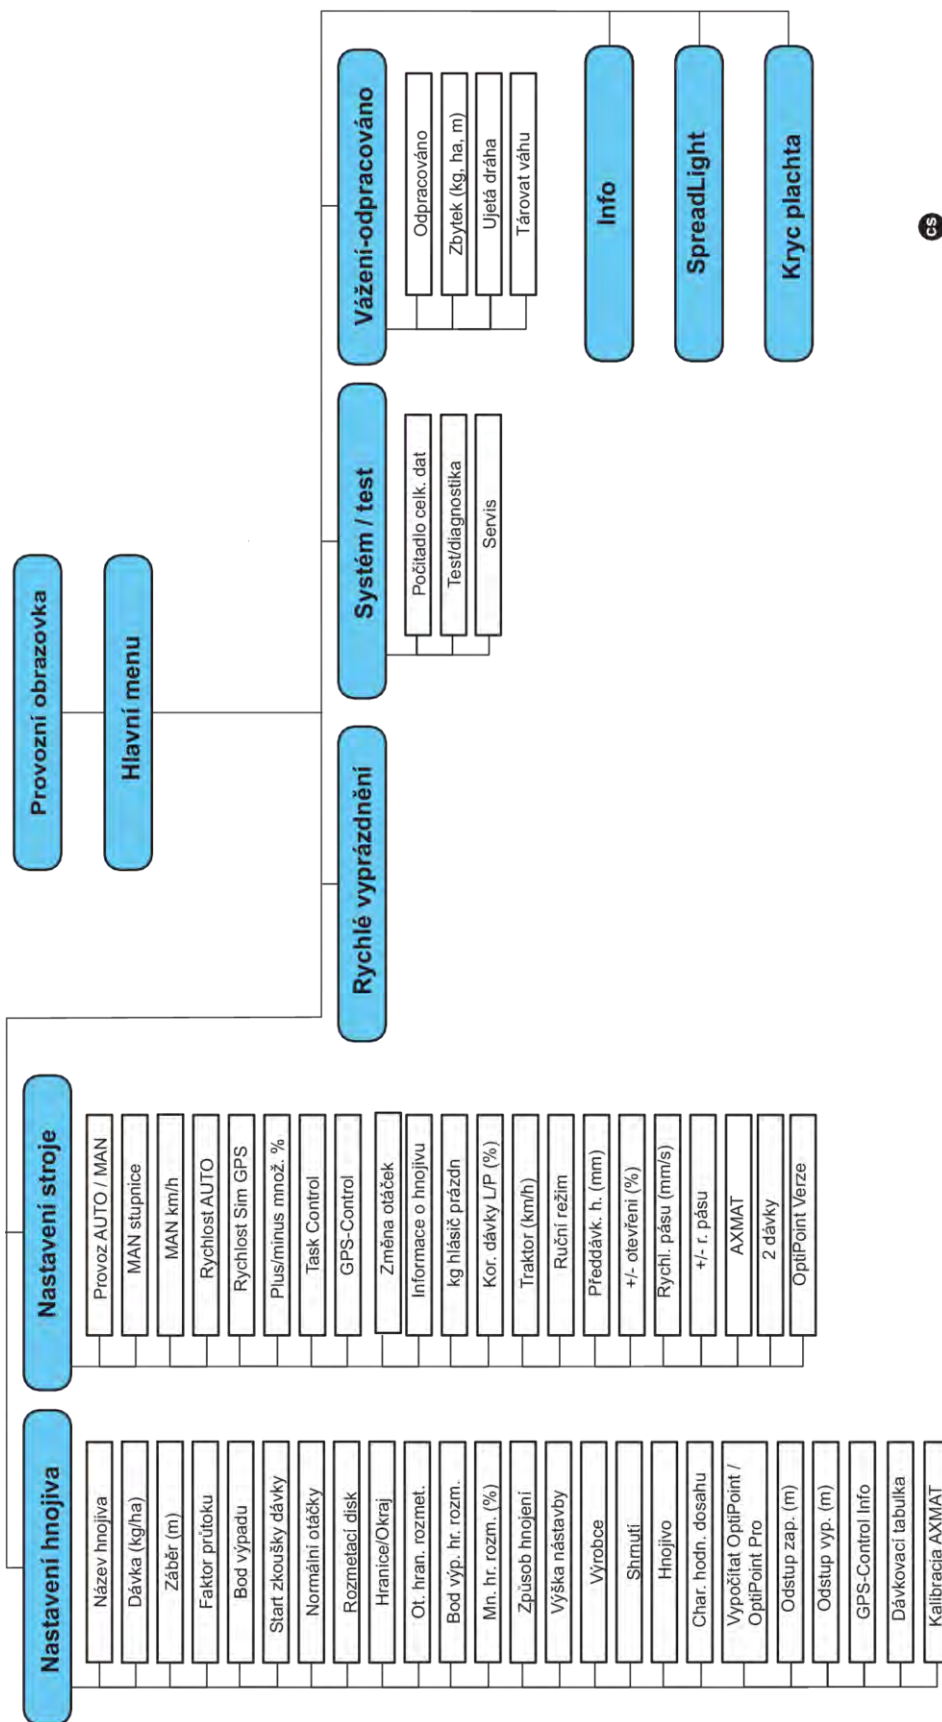 Provozní obrazovka
Hlavní menu
Nastavení hnojiva
Název hnojiva
Dávka (kg/ha)
Záběr (m)
Faktor průtoku
Bod výpadu
Start zkoušky dávky
Normální otáčky
Rozmetací disk
Hranice/Okraj
Ot. hran. rozmet.
Bod výp. hr. rozm.
Mn. hr. rozm. (%)
Způsob hnojení
Výška nástavby
Výrobce
Shrnutí
Hnojivo
Char. hodn. dosahu
Vypočítat OptiPoint /
OptiPoint Pro
Odstup zap. (m)
Odstup vyp. (m)
GPS-Control Info
Dávkovací tabulka
Kalibracia AXMAT
Nastavení stroje
Provoz AUTO / MAN
MAN stupnice
MAN km/h
Rychlost AUTO
Rychlost Sim GPS
Plus/minus množ. %
Task Control
GPS-Control
Změna otáček
Informace o hnojivu
kg hlásič prázdn
Kor. dávky L/P (%)
Traktor (km/h)
Ruční režim
Předdávk. h. (mm)
+/- otevření (%)
Rychl. pásu (mm/s)
+/- r. pásu
AXMAT
2 dávky
OptiPoint Verze
Rychlé vyprázdnění
Systém / test
Počitadlo celk. dat
Test/diagnostika
Servis
Vážení-odpracováno
Odpracováno
Zbytek (kg, ha, m)
Ujetá dráha
Tárovat váhu
Info
SpreadLight
Kryc plachta
cs